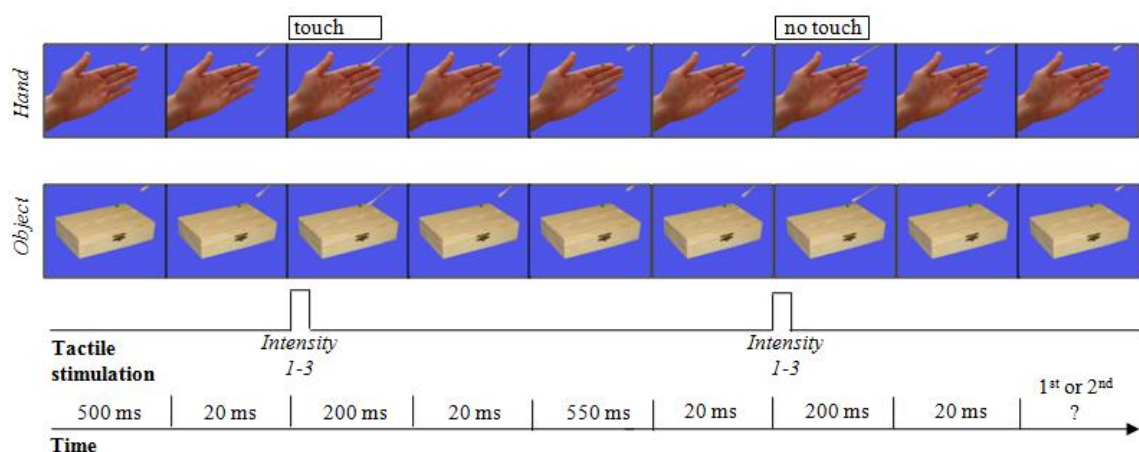 touch
no touch
Hand
Object
Intensity
1-3
Intensity
1-3
Tactile
stimulation
500 ms
20 ms
200 ms
20 ms
550 ms
20 ms
200 ms
20 ms
1st or 2nd
?
Time